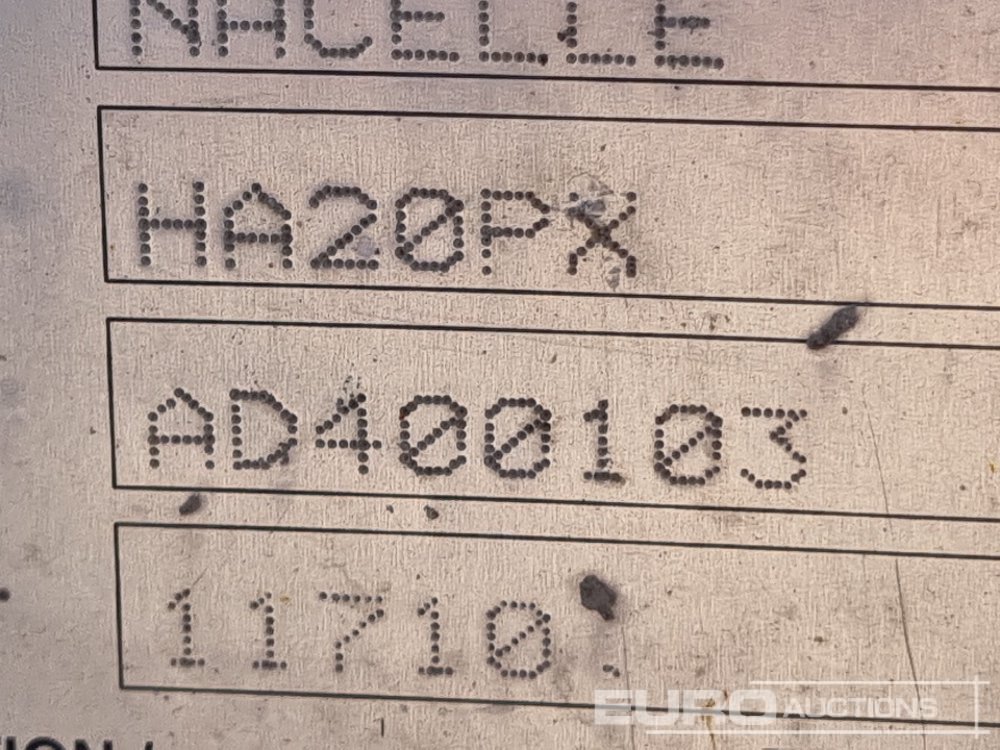 NACELLE
HA20PX
AD400103
11710.
EURO AUCTIONS